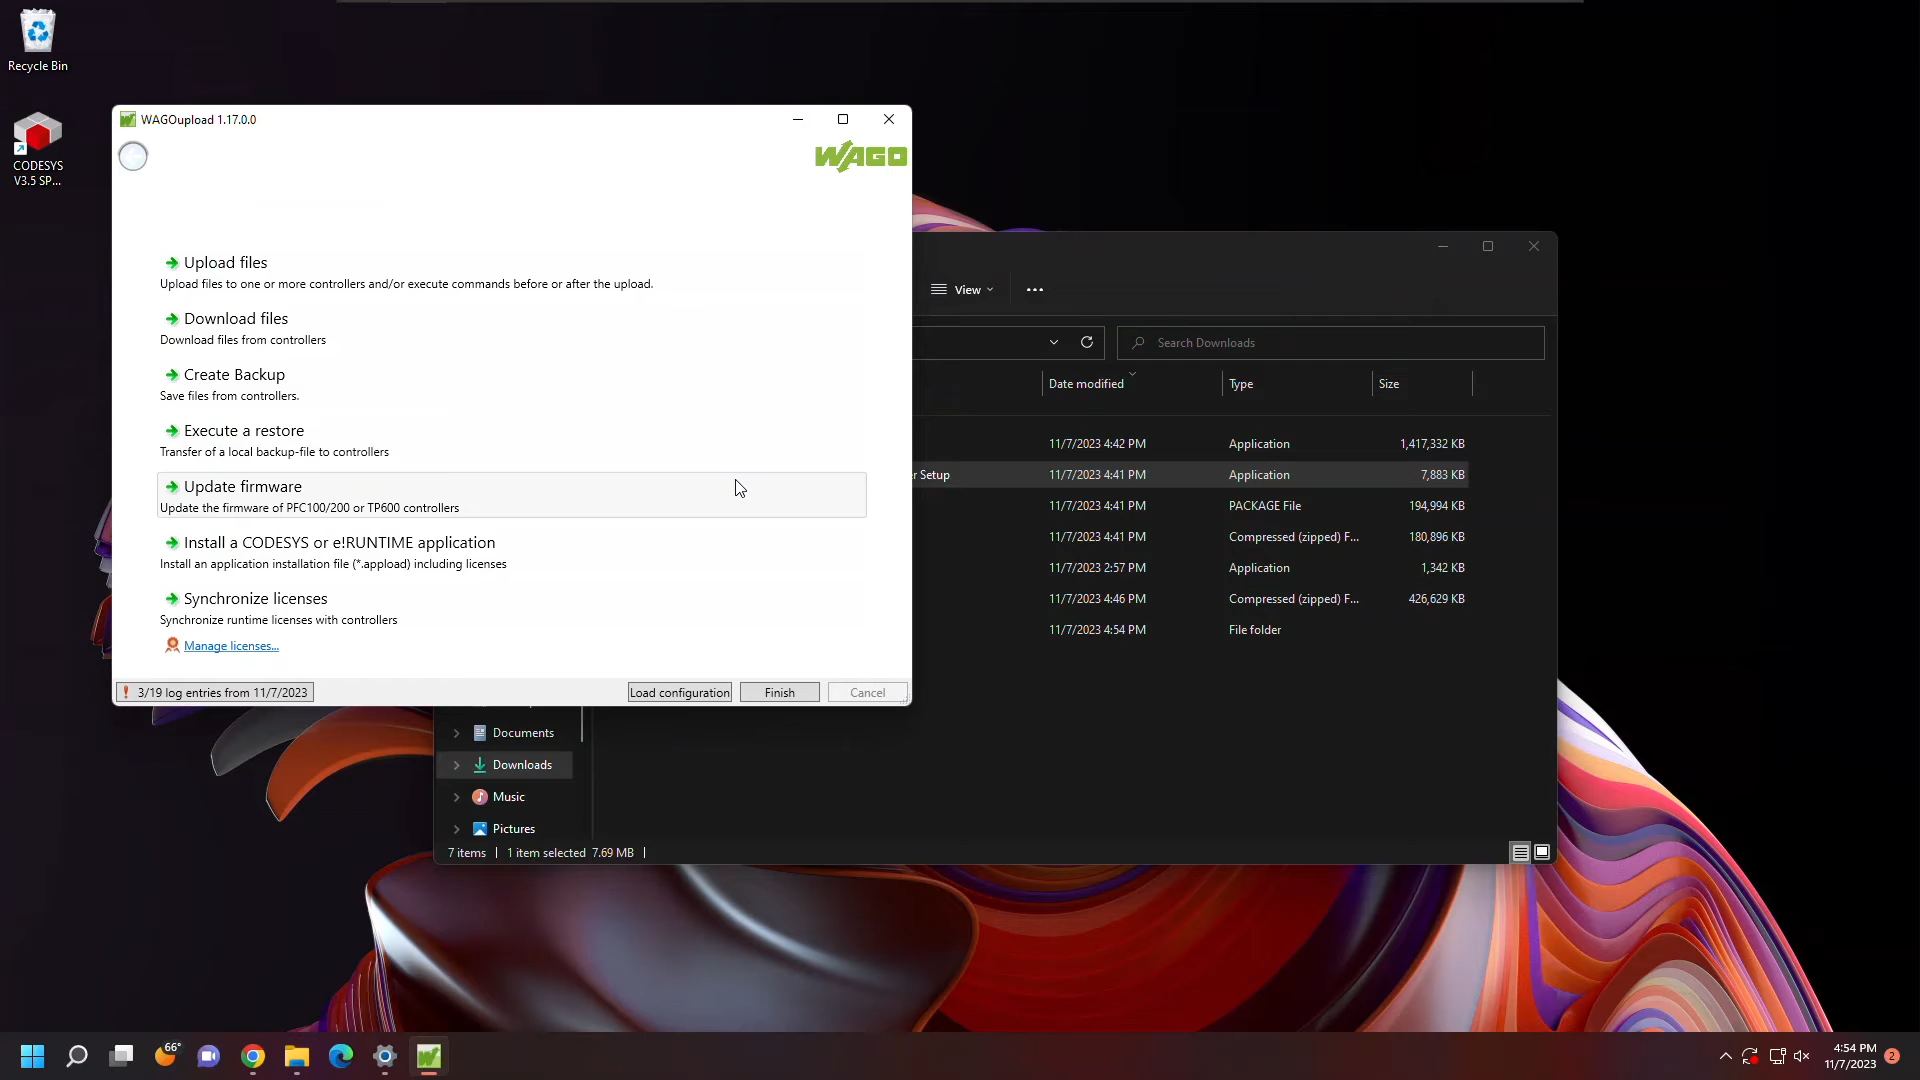 Recycle Bin
CODESYS
V3.5 SP...
WAGOupload 1.17.0.0
WAGO
Upload files
Upload files to one or more controllers and/or execute commands before or after the upload.
Download files
Download files from controllers
Create Backup
Save files from controllers.
Execute a restore
Transfer of a local backup-file to controllers
Update firmware
Update the firmware of PFC100/200 or TP600 controllers
Install a CODESYS or e!RUNTIME application
Install an application installation file (*.appload) including licenses
Synchronize licenses
Synchronize runtime licenses with controllers
Manage licenses...
3/19 log entries from 11/7/2023
Load configuration
Finish
Cancel
View
Search Downloads
Date modified
Type
Size
11/7/2023 4:42 PM
Application
1,417,332 KB
r Setup
11/7/2023 4:41 PM
Application
7,883 KB
11/7/2023 4:41 PM
PACKAGE File
194,994 KB
11/7/2023 4:41 PM
Compressed (zipped) F...
180,896 KB
11/7/2023 2:57 PM
Application
1,342 KB
11/7/2023 4:46 PM
Compressed (zipped) F...
426,629 KB
11/7/2023 4:54 PM
File folder
Documents
Downloads
Music
Pictures
7 items
1 item selected 7.69 MB
66°
4:54 PM
11/7/2023
2